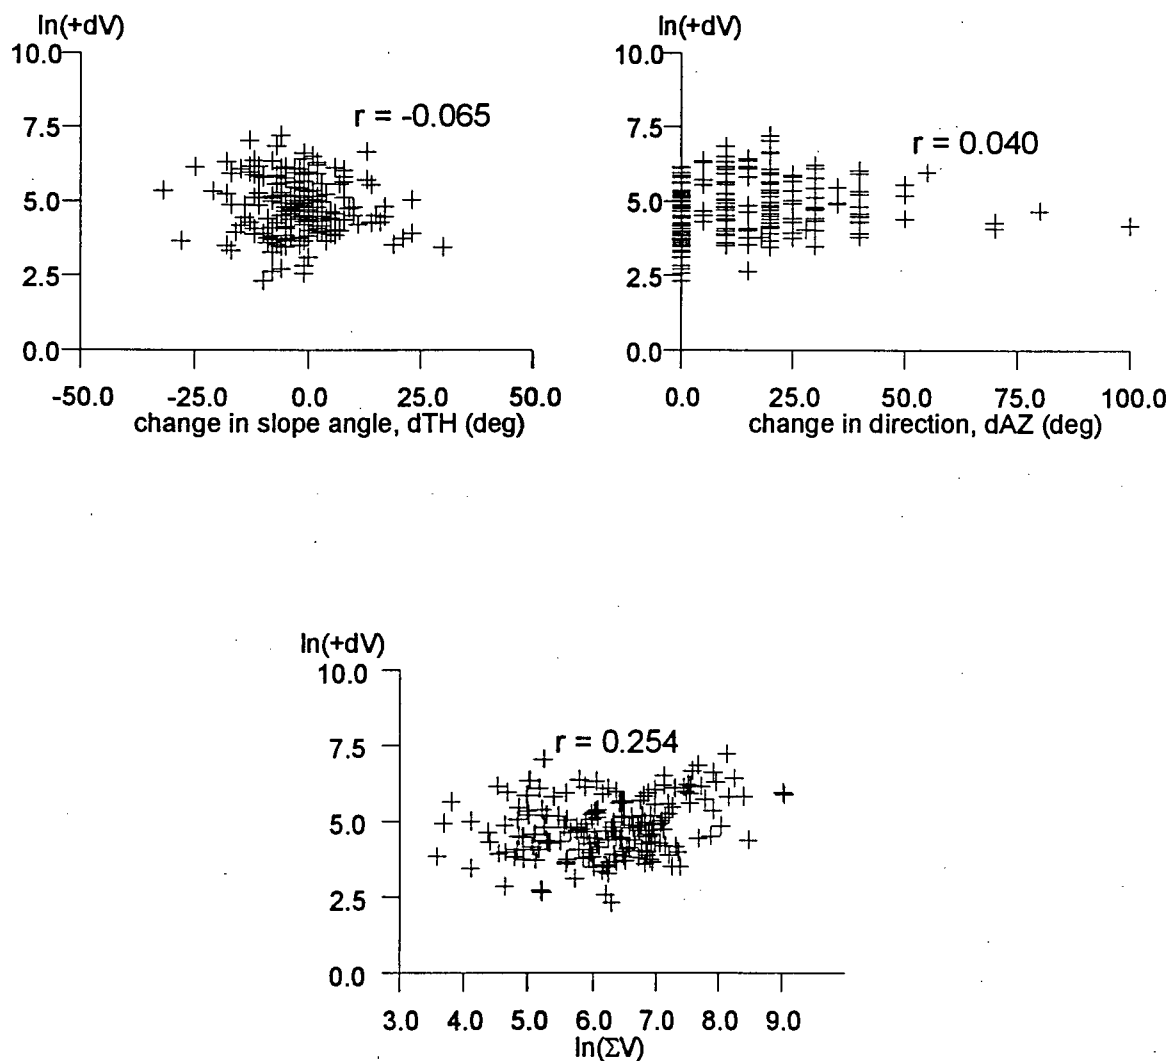 ln(+dV)
10.0
7.5
5.0
2.5
0.0
r = -0.065
-50.0 -25.0 0.0 25.0 50.0
change in slope angle, dTH (deg)
ln(+dV)
10.0
7.5
5.0
2.5
0.0
r = 0.040
0.0 25.0 50.0 75.0 100.0
change in direction, dAZ (deg)
ln(+dV)
10.0
7.5
5.0
2.5
0.0
r = 0.254
3.0 4.0 5.0 6.0 7.0 8.0 9.0
ln(ΣV)